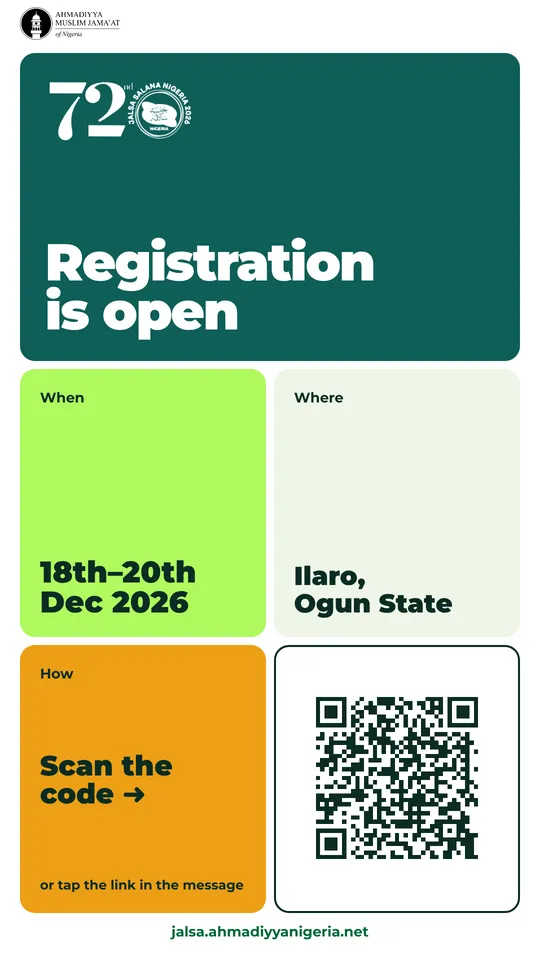 AHMADIYYA
MUSLIM JAMA'AT
of Nigeria
72nd
JALSA SALANA NIGERIA 2026
NIGERIA
Registration
is open
When
18th–20th
Dec 2026
Where
Ilaro,
Ogun State
How
Scan the
code →
or tap the link in the message
jalsa.ahmadiyyanigeria.net